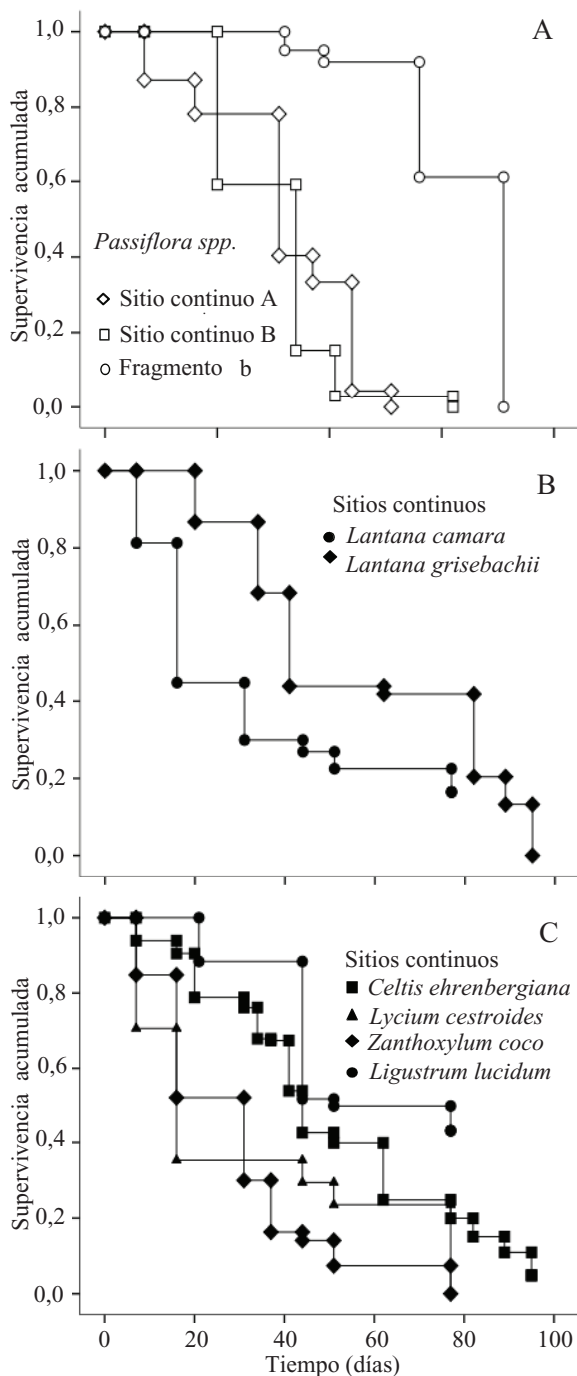 A
1,0
0,8
0,6
0,4
0,2
0,0
Supervivencia acumulada
Passiflora spp.
Sitio continuo A
Sitio continuo B
Fragmento b
B
1,0
0,8
0,6
0,4
0,2
0,0
Supervivencia acumulada
Sitios continuos
Lantana camara
Lantana grisebachii
C
1,0
0,8
0,6
0,4
0,2
0,0
Supervivencia acumulada
Sitios continuos
Celtis ehrenbergiana
Lycium cestroides
Zanthoxylum coco
Ligustrum lucidum
0 20 40 60 80 100
Tiempo (días)